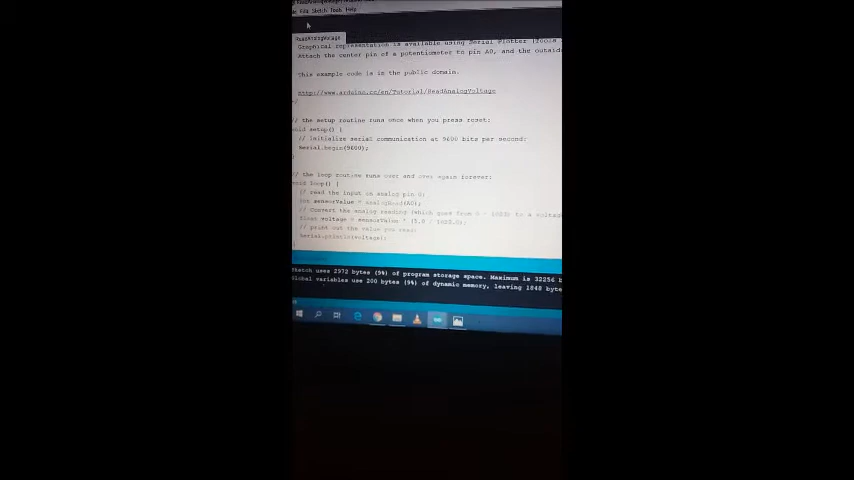 File Sketch Tools Help
ReadAnalogVoltage
Graphical representation is available using Serial Plotter (Tools
Attach the center pin of a potentiometer to pin A0, and the outside
This example code is in the public domain.
http://www.arduino.cc/en/Tutorial/ReadAnalogVoltage
*/
// the setup routine runs once when you press reset:
void setup() {
// initialize serial communication at 9600 bits per second:
Serial.begin(9600);
}
// the loop routine runs over and over again forever:
void loop() {
// read the input on analog pin 0:
int sensorValue = analogRead(A0);
// Convert the analog reading (which goes from 0 - 1023) to a voltage
float voltage = sensorValue * (5.0 / 1023.0);
// print out the value you read:
Serial.println(voltage);
}
Sketch uses 2972 bytes (9%) of program storage space. Maximum is 32256 b
Global variables use 200 bytes (9%) of dynamic memory, leaving 1848 byte